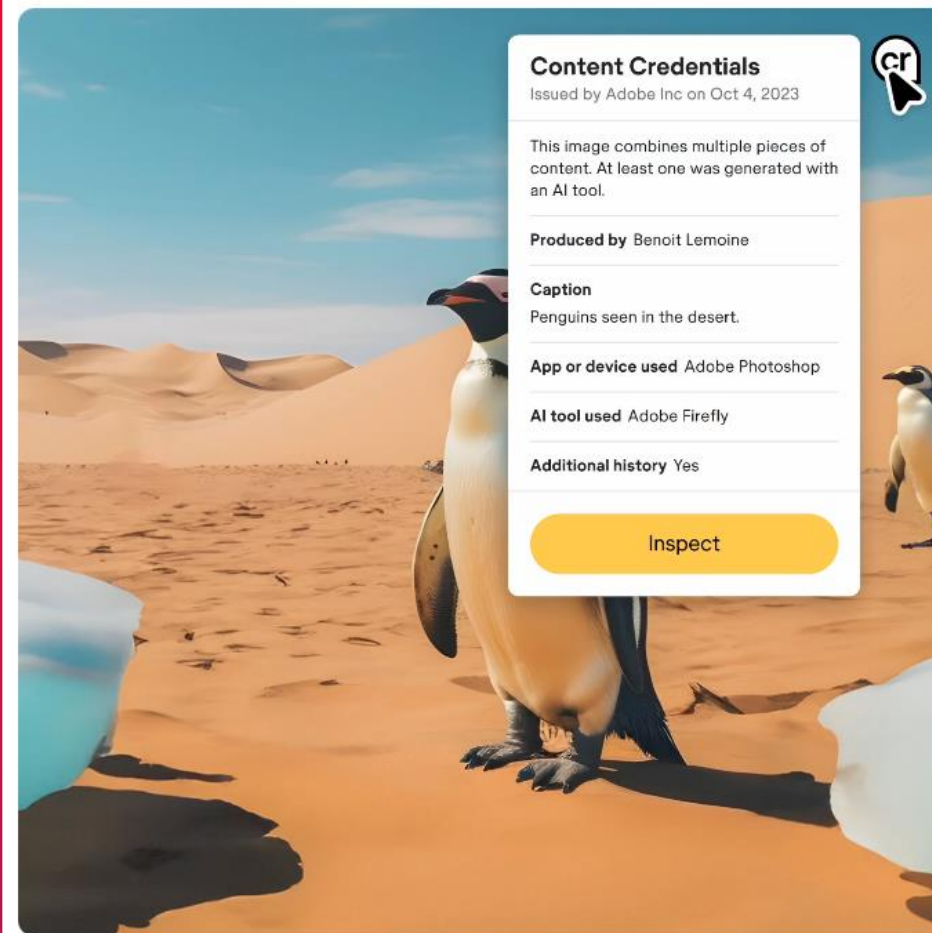 cr
Content Credentials
Issued by Adobe Inc on Oct 4, 2023
This image combines multiple pieces of
content. At least one was generated with
an AI tool.
Produced by Benoit Lemoine
Caption
Penguins seen in the desert.
App or device used Adobe Photoshop
AI tool used Adobe Firefly
Additional history Yes
Inspect